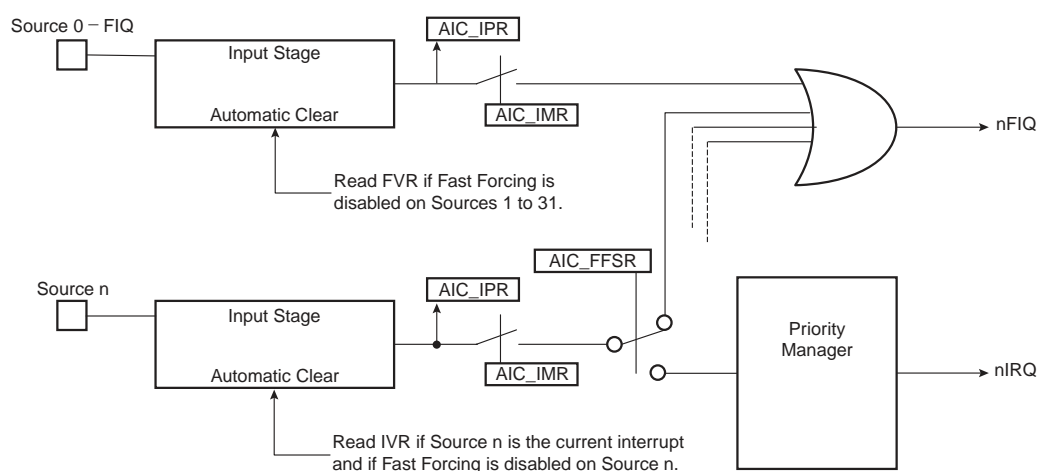 Source 0 – FIQ
AIC_IPR
Input Stage
Automatic Clear
AIC_IMR
nFIQ
Read FVR if Fast Forcing is
disabled on Sources 1 to 31.
AIC_FFSR
Source n
AIC_IPR
Input Stage
Priority
Manager
Automatic Clear
AIC_IMR
nIRQ
Read IVR if Source n is the current interrupt
and if Fast Forcing is disabled on Source n.